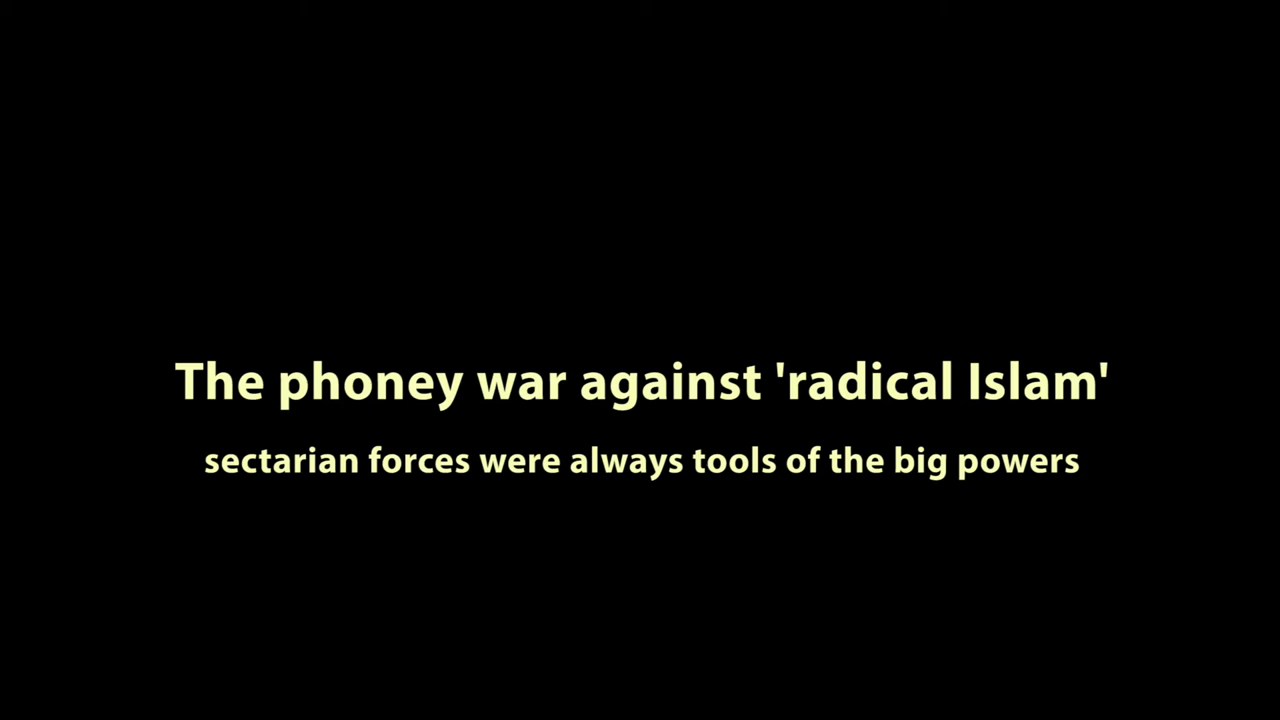 The phoney war against 'radical Islam'
sectarian forces were always tools of the big powers